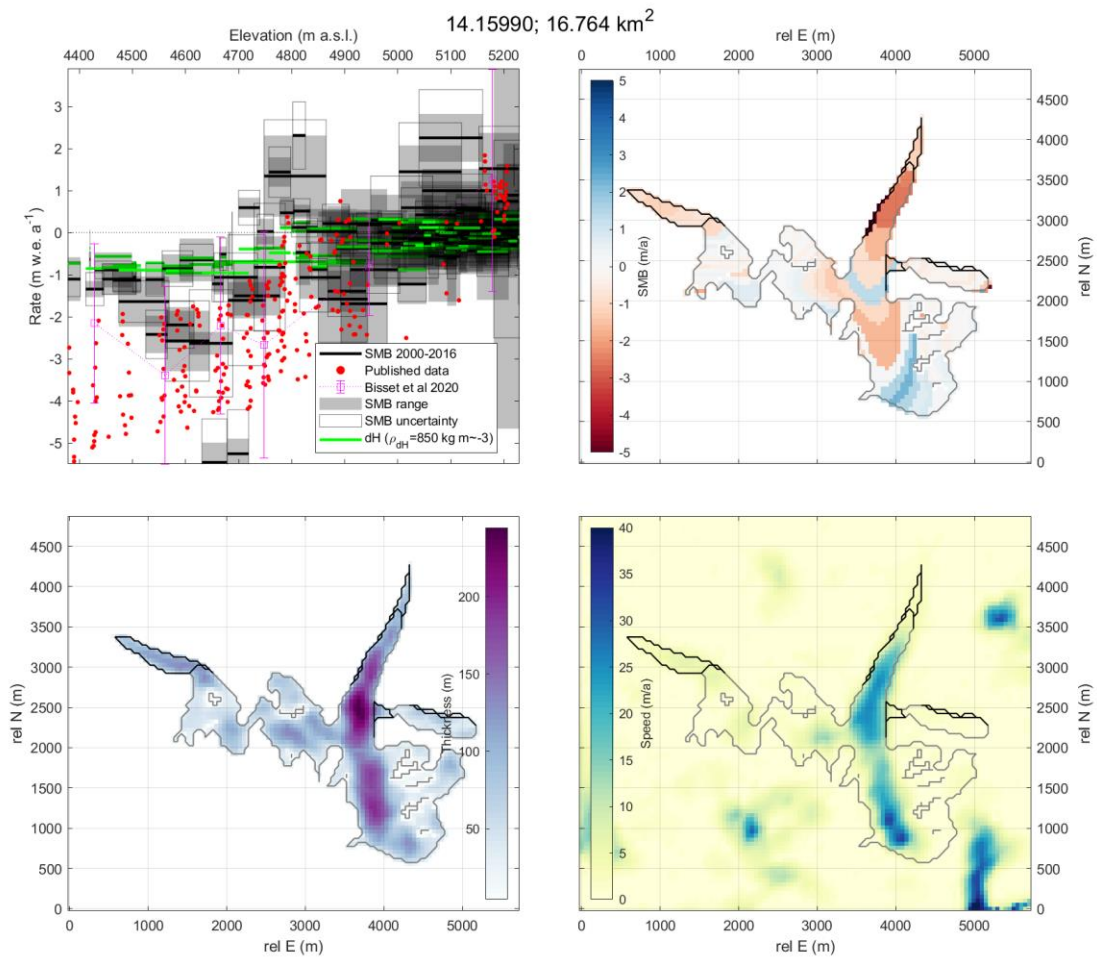 14.15990; 16.764 km²
Elevation (m a.s.l.)
4400 4500 4560 4600 4700 4750 4800 4900 5000 5100 5200
3
2
1
0
-1
-2
-3
-4
-5
Rate (m w.e. a⁻¹)
SMB 2000-2016
Published data
Bisset et al 2020
SMB range
SMB uncertainty
dH (ρdH=850 kg m~-3)
rel E (m)
0 1000 2000 3000 4000 5000
5
4
3
2
1
0
-1
-2
-3
-4
-5
SMB (m/a)
4500
4000
3500
3000
2500
2000
1500
1000
500
0
rel N (m)
4500
4000
3500
3000
2500
2000
1500
1000
500
0
rel N (m)
200
150
100
50
Thickness (m)
0 1000 2000 3000 4000 5000
rel E (m)
40
35
30
25
20
15
10
5
0
Speed (m/a)
4500
4000
3500
3000
2500
2000
1500
1000
500
0
rel N (m)
0 1000 2000 3000 4000 5000
rel E (m)